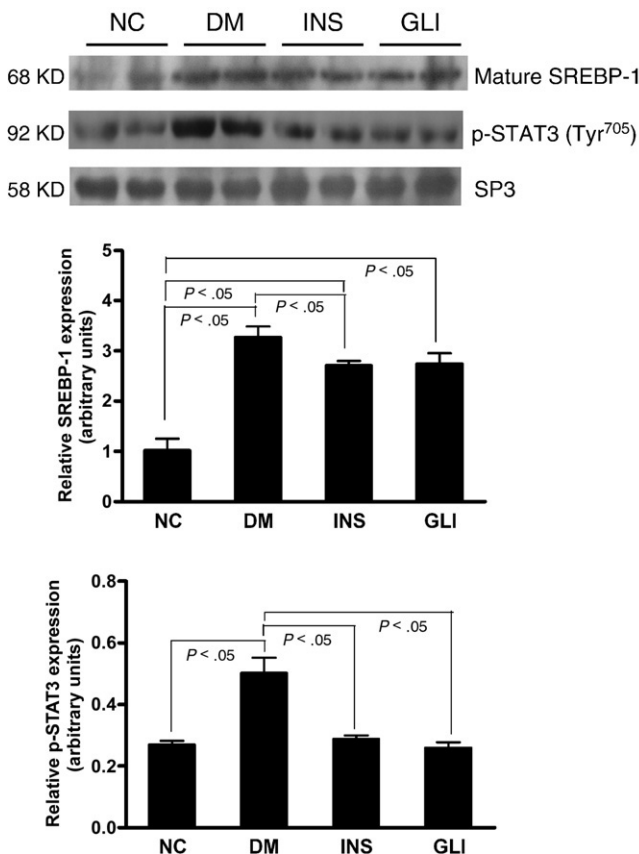 NC DM INS GLI
68 KD Mature SREBP-1
92 KD p-STAT3 (Tyr⁷⁰⁵)
58 KD SP3
Relative SREBP-1 expression
(arbitrary units)
5
4
3
2
1
0
P < .05
P < .05
P < .05
P < .05
NC DM INS GLI
Relative p-STAT3 expression
(arbitrary units)
0.8
0.6
0.4
0.2
0.0
P < .05
P < .05
P < .05
NC DM INS GLI